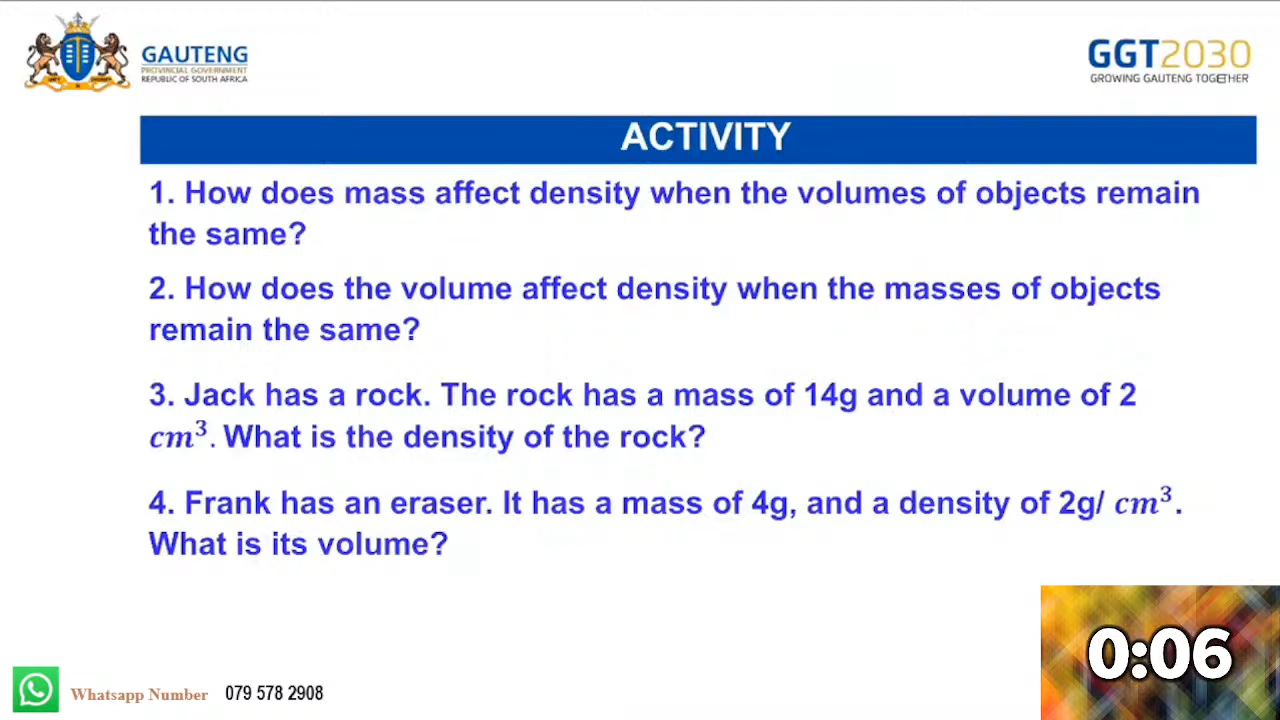 GAUTENG
PROVINCIAL GOVERNMENT
REPUBLIC OF SOUTH AFRICA
GGT2030
GROWING GAUTENG TOGETHER
ACTIVITY
1. How does mass affect density when the volumes of objects remain
the same?
2. How does the volume affect density when the masses of objects
remain the same?
3. Jack has a rock. The rock has a mass of 14g and a volume of 2
cm³. What is the density of the rock?
4. Frank has an eraser. It has a mass of 4g, and a density of 2g/ cm³.
What is its volume?
0:06
Whatsapp Number 079 578 2908